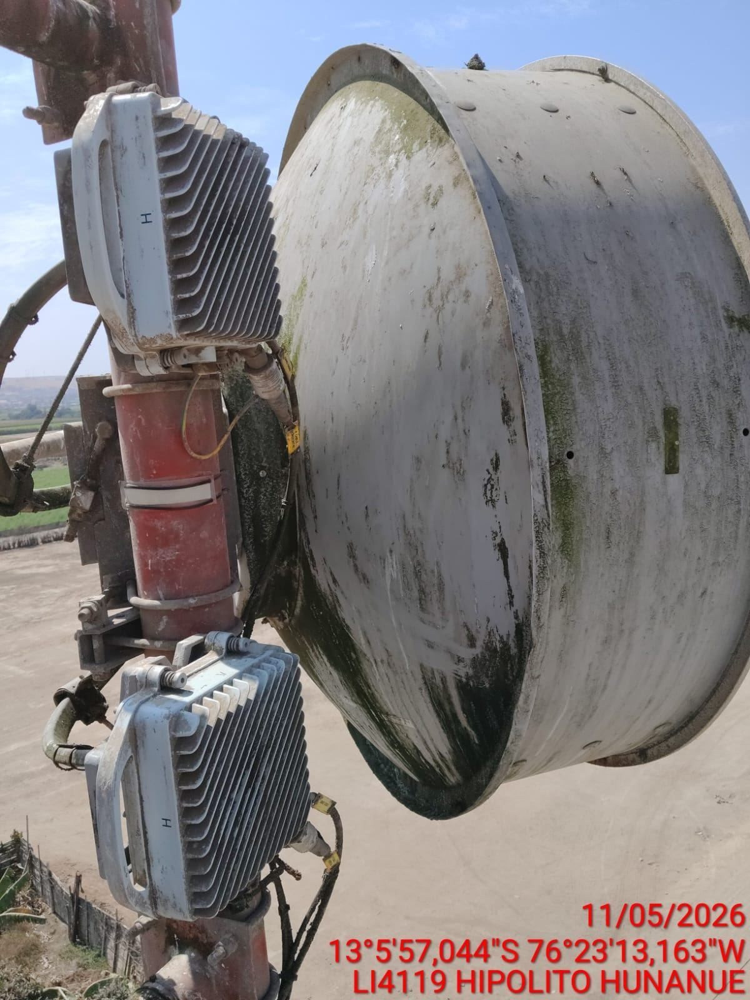 H
H
11/05/2026
13°5'57,044"S 76°23'13,163"W
LI4119 HIPOLITO HUNANUE